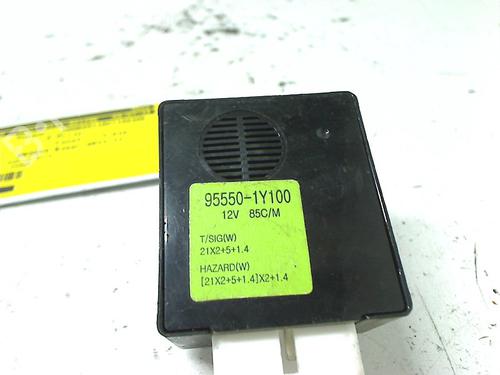 95550-1Y100
12V 85C/M
T/SIG(W)
21X2+5+1.4
HAZARD(W)
[21X2+5+1.4]X2+1.4